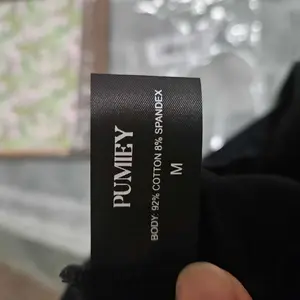 PUMIEY
BODY: 92% COTTON 8% SPANDEX
M